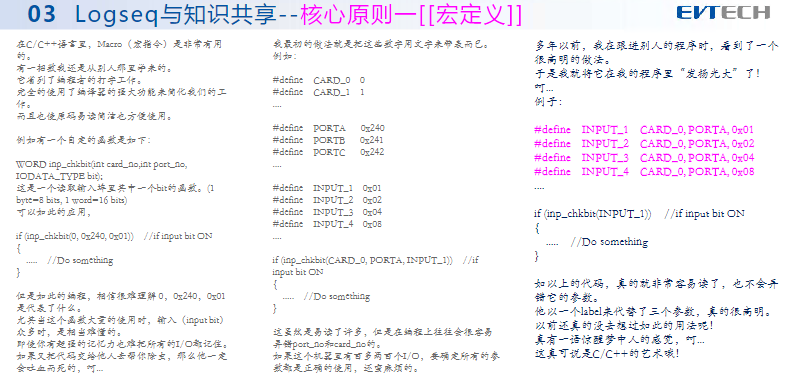 03 Logseq与知识共享--核心原则一[[宏定义]]
EVTECH
在C/C++语言里，Macro（宏指令）是非常有用
的。
有一招数我还是从别人那里学来的。
它省到了编程者的打字工作。
完全的使用了编译器的强大功能来简化我们的工
作。
而且也使原码易读简洁也方便使用。
例如有一个自定的函数是如下：
WORD inp_chkbit(int card_no,int port_no,
IODATA_TYPE bit);
这是一个读取输入埠里其中一个bit的函数。(1
byte=8 bits, 1 word=16 bits)
可以如此的应用，
if (inp_chkbit(0, 0x240, 0x01)) //if input bit ON
{
..... //Do something
}
但是如此的编程，相信很难理解 0，0x240，0x01
是代表了什么。
尤其当这个函数大量的使用时，输入（input bit）
众多时，是相当难懂的。
即使你有超强的记忆力也难把所有的I/O都记住。
如果又把代码交给他人去帮你除虫，那么他一定
会吐血而死的，哎...
我最初的做法就是把这些数字用文字来带表而已。
例如：
#define CARD_0 0
#define CARD_1 1
....
#define PORTA 0x240
#define PORTB 0x241
#define PORTC 0x242
....
#define INPUT_1 0x01
#define INPUT_2 0x02
#define INPUT_3 0x04
#define INPUT_4 0x08
....
if (inp_chkbit(CARD_0, PORTA, INPUT_1)) //if
input bit ON
{
..... //Do something
}
这虽然是易读了许多，但是在编程上往往会很容易
弄错port_no和card_no的。
如果这个机器里有百多两百个I/O，要确定所有的参
数都是正确的使用，还蛮麻烦的。
多年以前，我在跟进别人的程序时，看到了一个
很高明的做法。
于是我就将它在我的程序里“发扬光大”了！
哎...
例子：
#define INPUT_1 CARD_0, PORTA, 0x01
#define INPUT_2 CARD_0, PORTA, 0x02
#define INPUT_3 CARD_0, PORTA, 0x04
#define INPUT_4 CARD_0, PORTA, 0x08
....
if (inp_chkbit(INPUT_1)) //if input bit ON
{
..... //Do something
}
如以上的代码，真的就非常容易读了，也不会弄
错它的参数。
他以一个label来代替了三个参数，真的很高明。
以前还真的没去想过如此的用法呢！
真有一语惊醒梦中人的感觉，哎...
这真可说是C/C++的艺术哦！